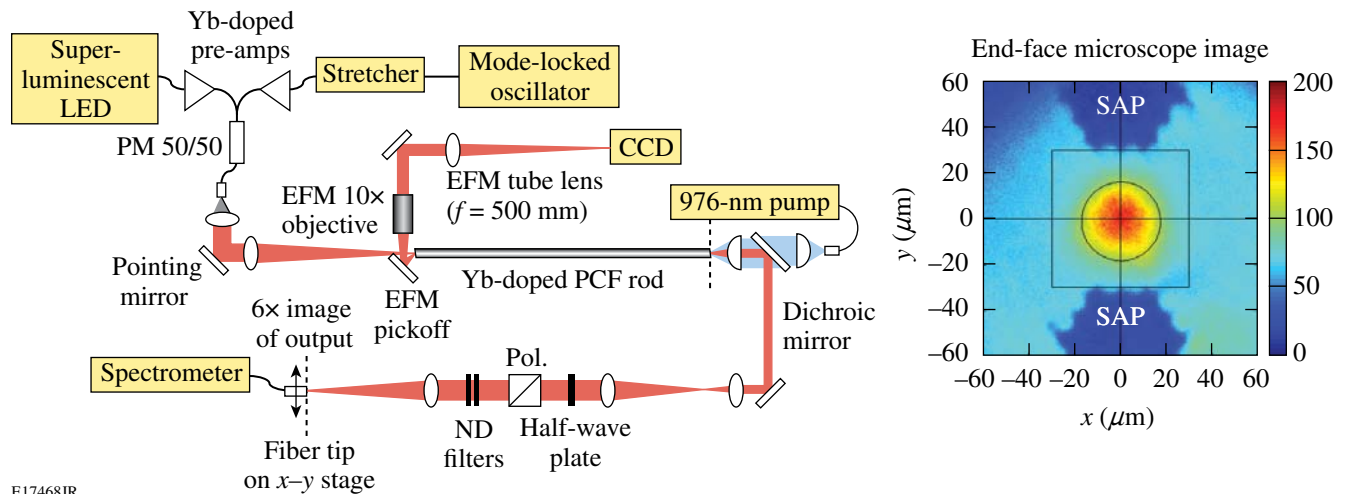 Yb-doped
pre-amps
Super-
luminescent
LED
Stretcher
Mode-locked
oscillator
PM 50/50
CCD
EFM 10×
objective
EFM tube lens
(f = 500 mm)
976-nm pump
Pointing
mirror
EFM
pickoff
Yb-doped PCF rod
Dichroic
mirror
6× image
of output
Pol.
Spectrometer
ND
filters
Half-wave
plate
Fiber tip
on x–y stage
E17468JR
End-face microscope image
60
40
20
0
–20
–40
–60
y (μm)
SAP
SAP
–60 –40 –20 0 20 40 60
x (μm)
200
150
100
50
0